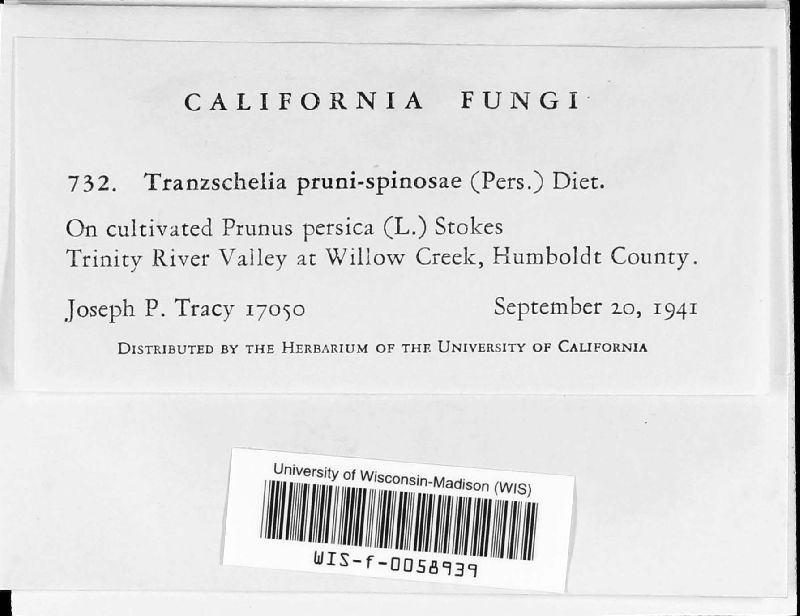 CALIFORNIA FUNGI
732. Tranzschelia pruni-spinosae (Pers.) Diet.
On cultivated Prunus persica (L.) Stokes
Trinity River Valley at Willow Creek, Humboldt County.
Joseph P. Tracy 17050 September 20, 1941
DISTRIBUTED BY THE HERBARIUM OF THE UNIVERSITY OF CALIFORNIA
University of Wisconsin-Madison (WIS)
WIS-f-0058939